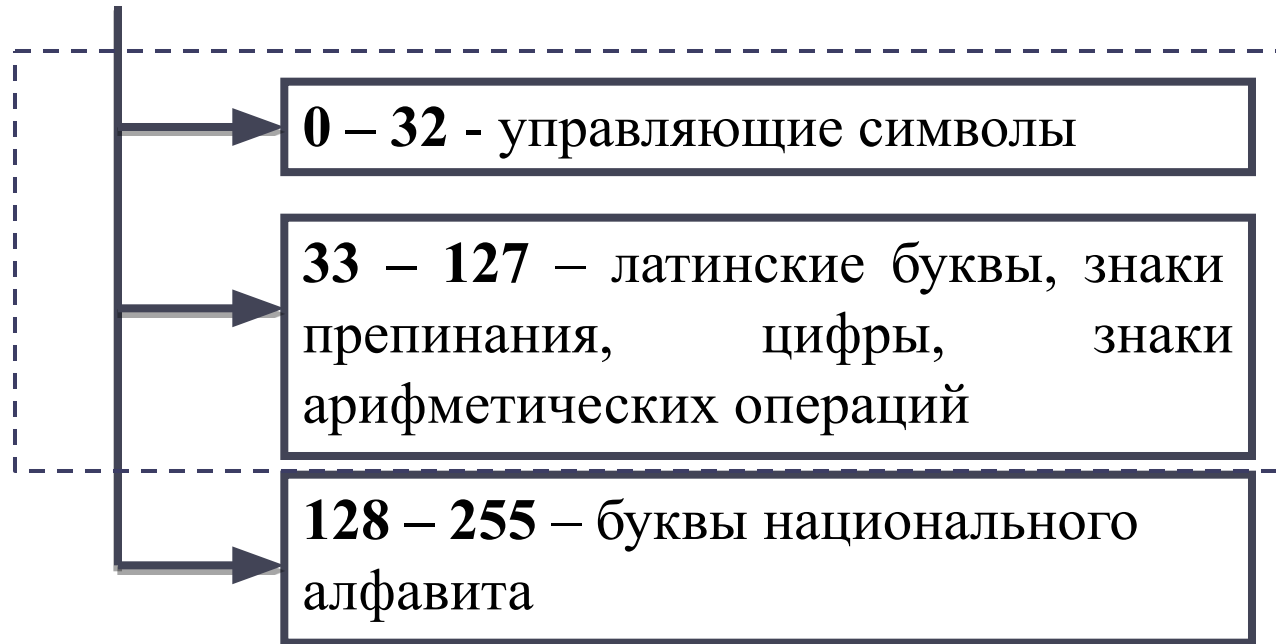 0 – 32 - управляющие символы
33 – 127 – латинские буквы, знаки
препинания, цифры, знаки
арифметических операций
128 – 255 – буквы национального
алфавита